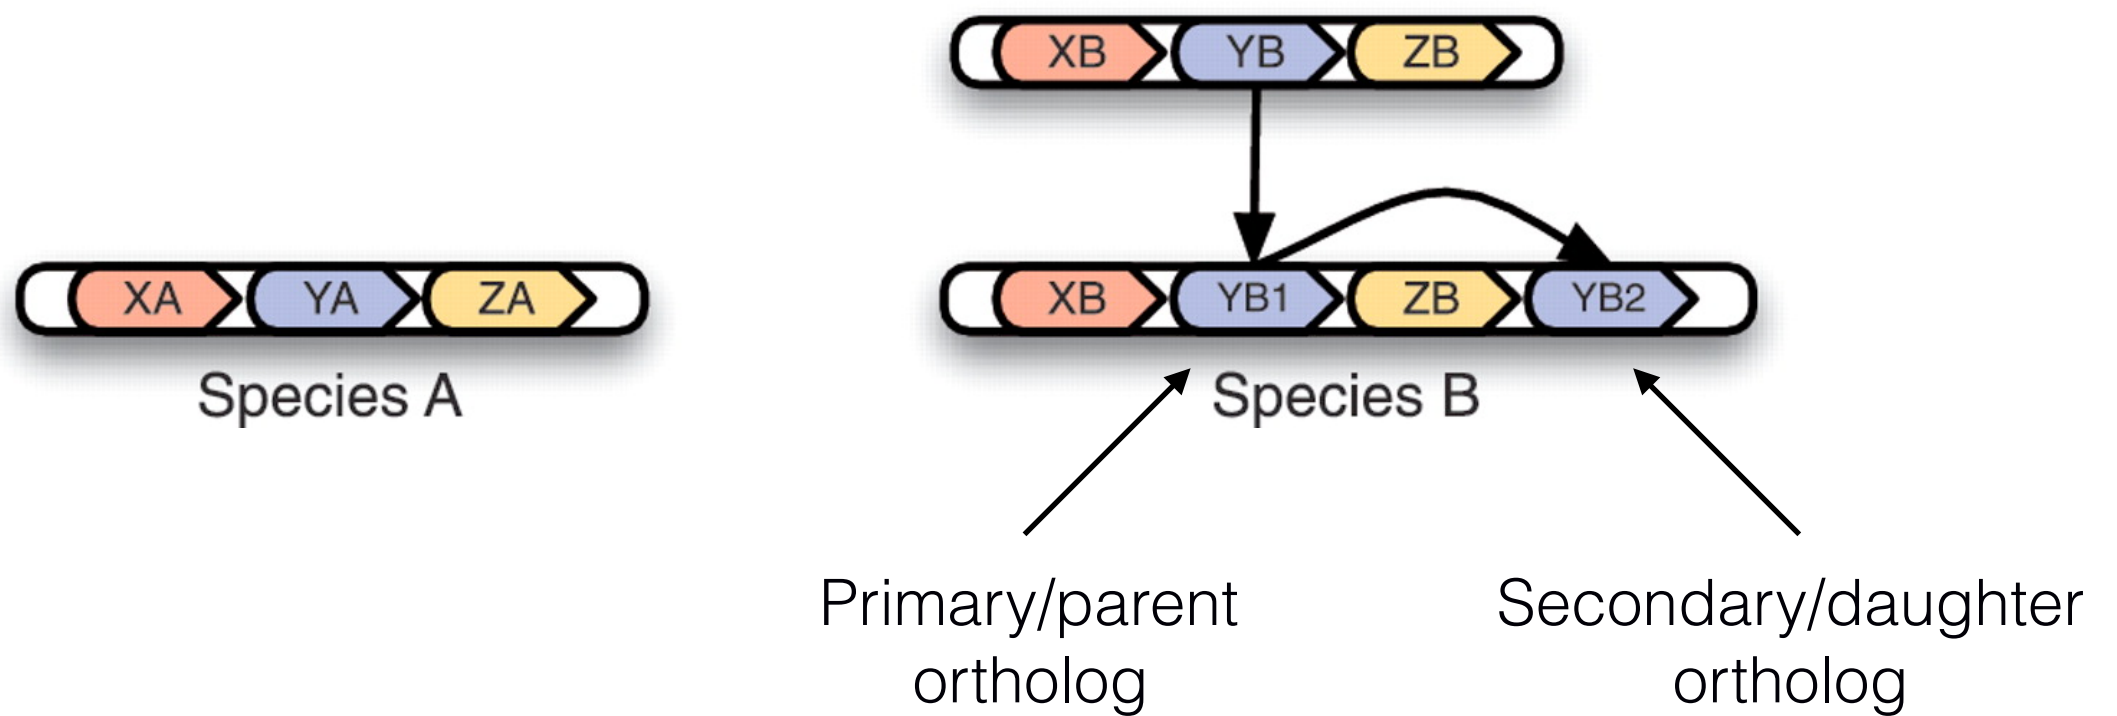 XB YB ZB
XA YA ZA
XB YB1 ZB YB2
Species A
Species B
Primary/parent
ortholog
Secondary/daughter
ortholog